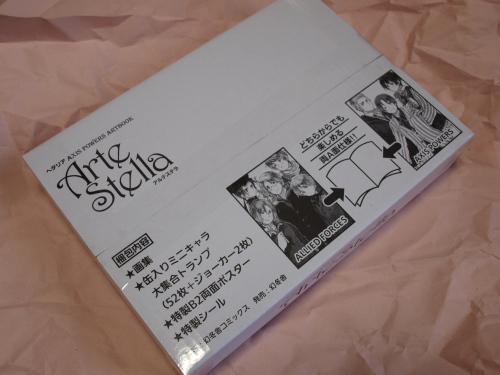 ヘタリア AXIS POWERS ARTBOOK
Arte
Stella
アルテステラ
梱包内容
★画集
★缶入りミニキャラ
大集合トランプ
(52枚+ジョーカー2枚)
★特製B2両面ポスター
★特製シール
幻冬舎コミックス 発売:幻冬舎
どちらからでも
楽しめる
両A面仕様!!
ALLIED FORCES
AXIS POWERS